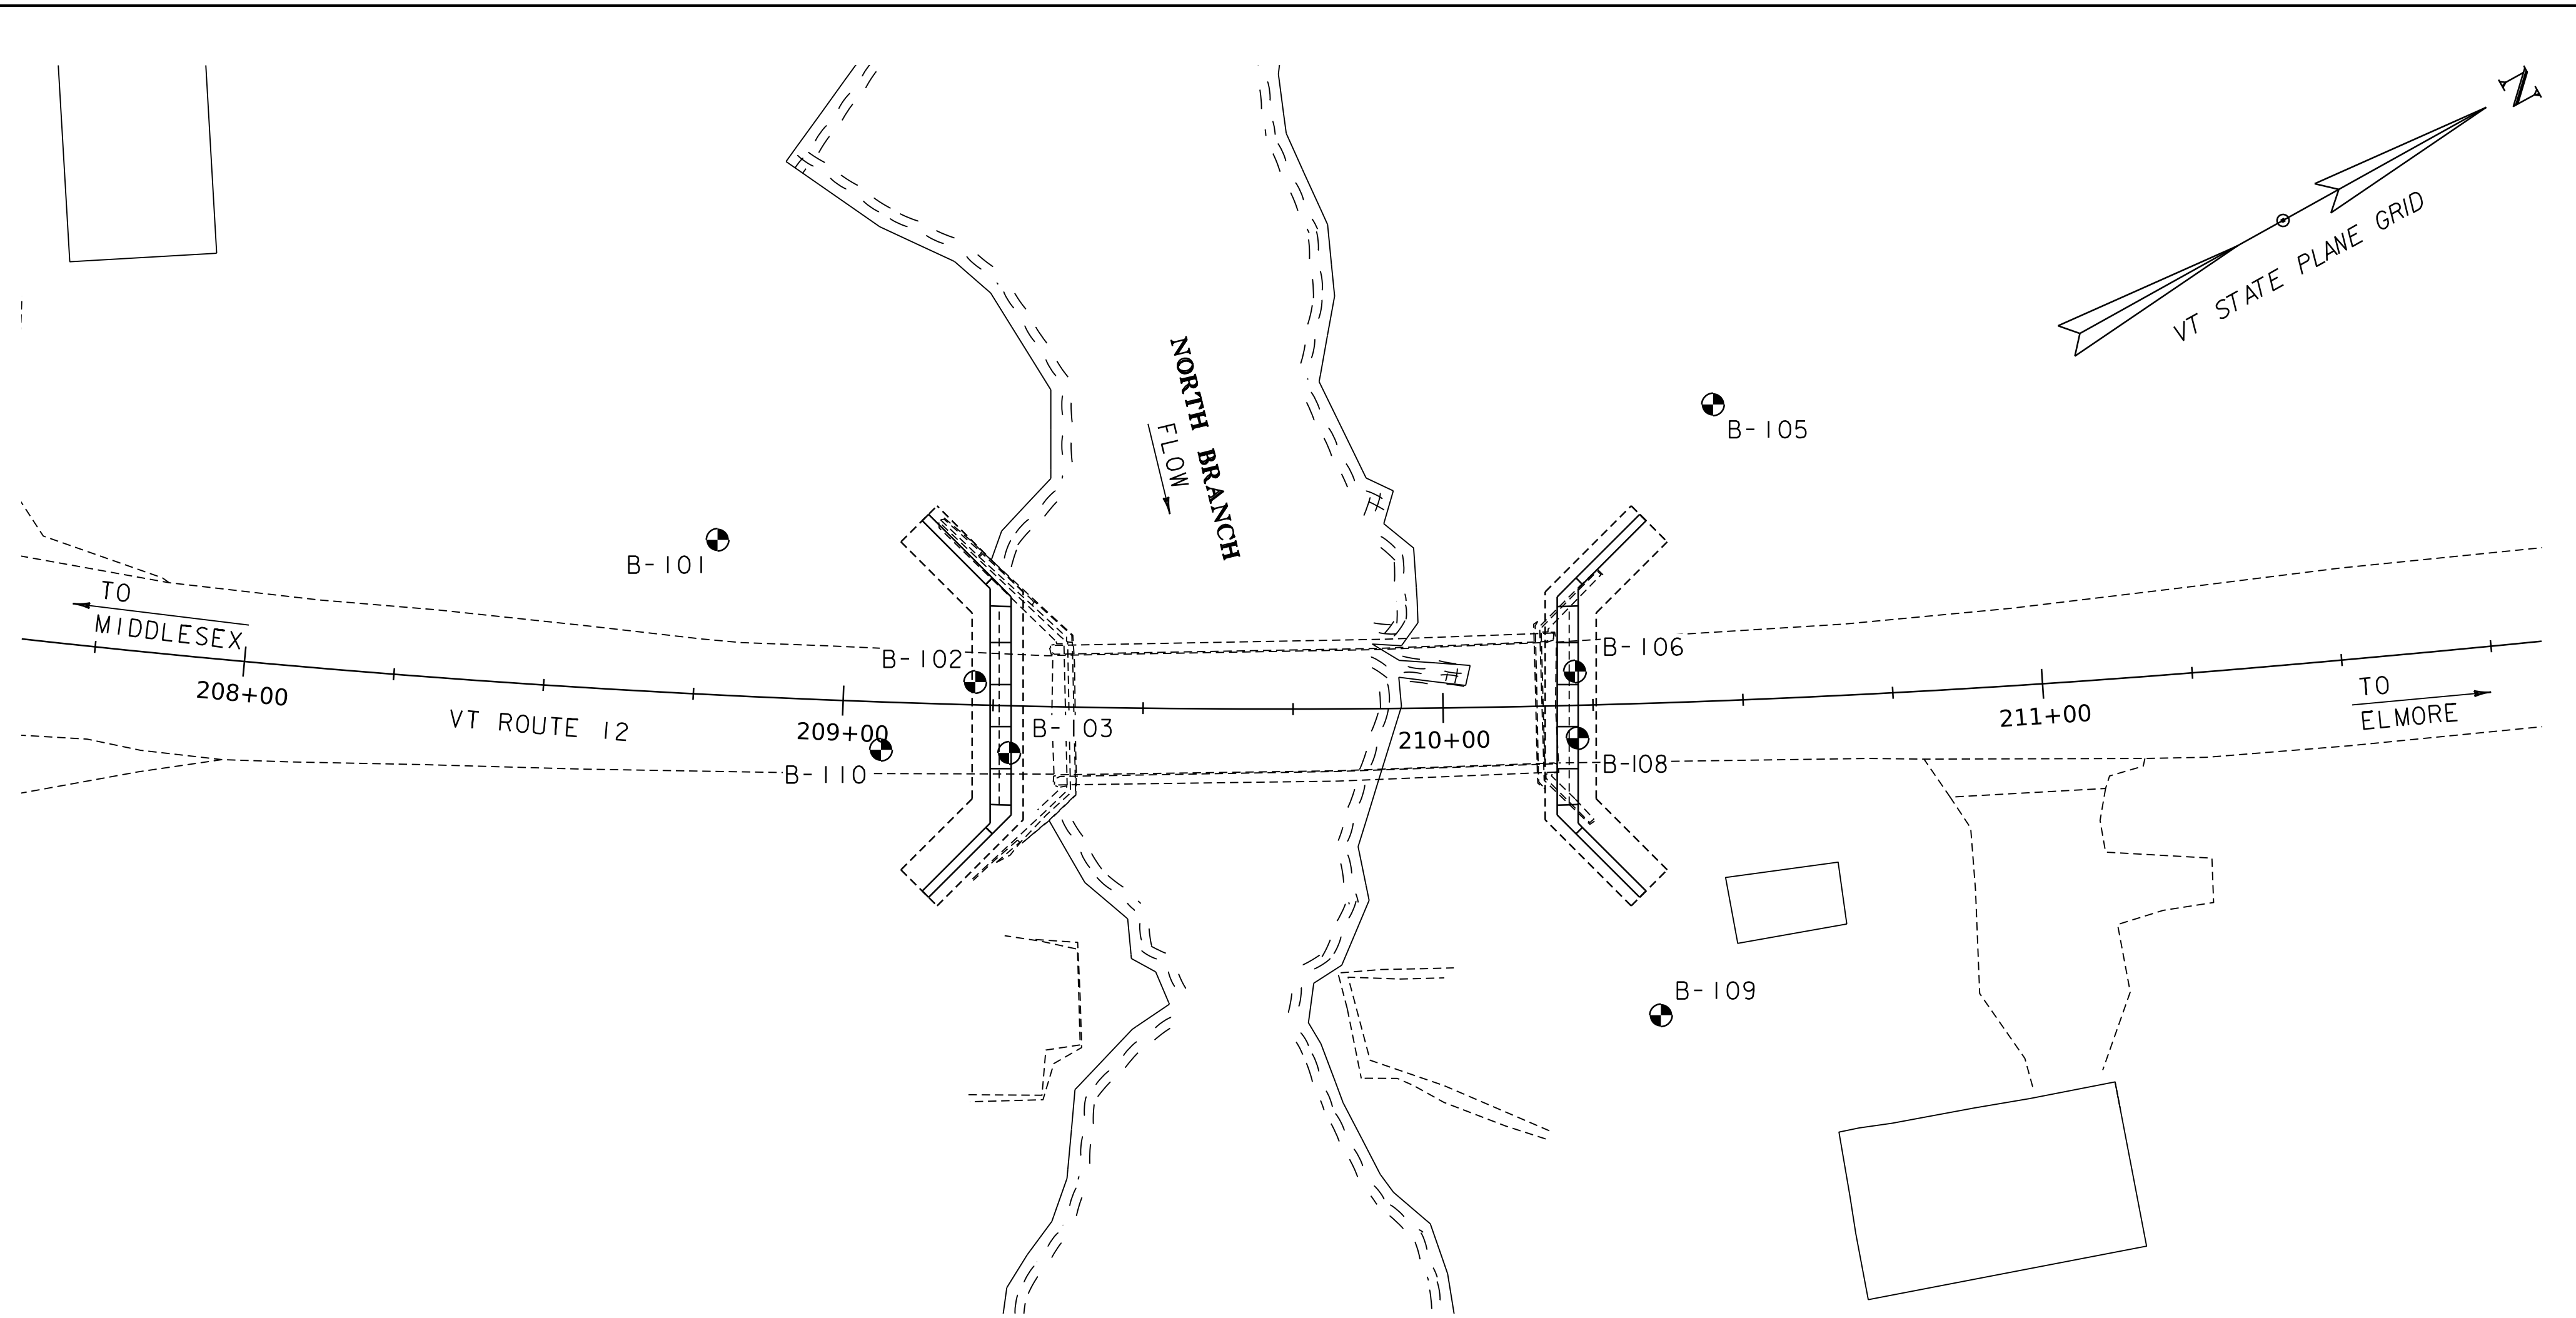 N
VT STATE PLANE GRID
NORTH BRANCH
FLOW
B-105
B-101
TO
MIDDLESEX
B-102
B-106
208+00
VT ROUTE 12
209+00
B-103
210+00
211+00
TO
ELMORE
B-110
B-108
B-109